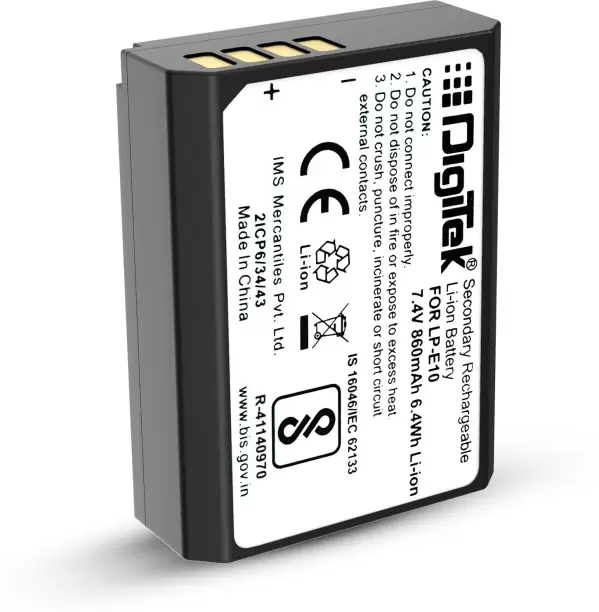 DIGITEK®
Secondary Rechargeable
Li-ion Battery
FOR LP-E10
7.4V 860mAh 6.4Wh Li-ion
CAUTION:
1. Do not connect improperly.
2. Do not dispose of in fire or expose to excess heat.
3. Do not crush, puncture, incinerate or short circuit
external contacts.
+
–
CE
Li-ion
IS 16046/IEC 62133
R-41140970
www.bis.gov.in
IMS Mercantiles Pvt. Ltd.
2ICP6/34/43
Made in China